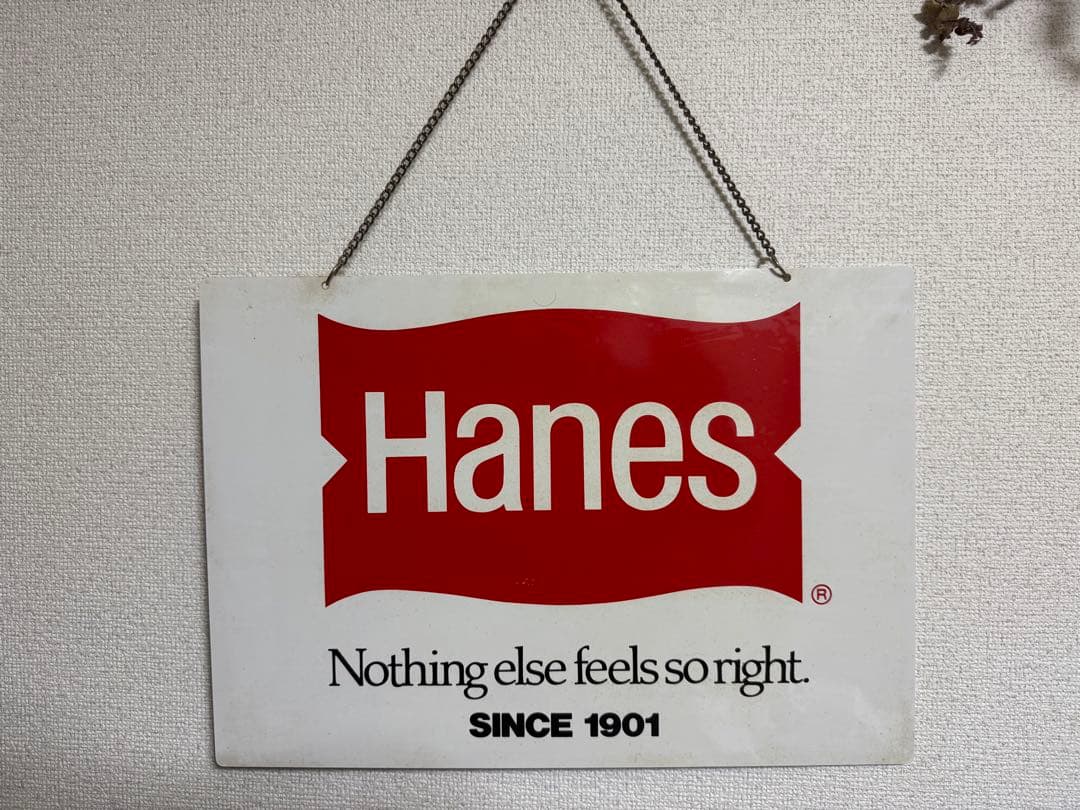 Hanes
®
Nothing else feels so right.
SINCE 1901